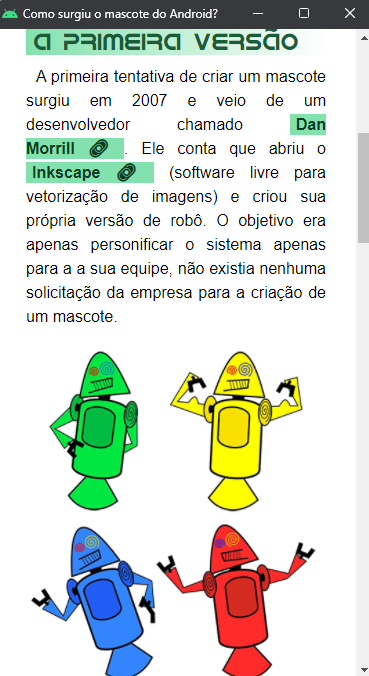 Como surgiu o mascote do Android?
A PRIMEIRA VERSÃO
A primeira tentativa de criar um mascote
surgiu em 2007 e veio de um
desenvolvedor chamado Dan
Morrill. Ele conta que abriu o
Inkscape (software livre para
vetorização de imagens) e criou sua
própria versão de robô. O objetivo era
apenas personificar o sistema apenas
para a a sua equipe, não existia nenhuma
solicitação da empresa para a criação de
um mascote.